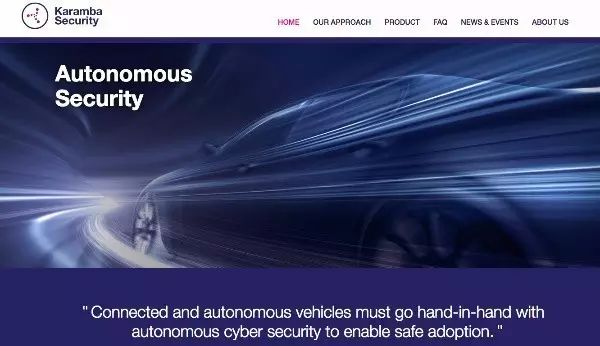 Karamba
Security
HOME OUR APPROACH PRODUCT FAQ NEWS & EVENTS ABOUT US
Autonomous
Security
" Connected and autonomous vehicles must go hand-in-hand with
autonomous cyber security to enable safe adoption. "